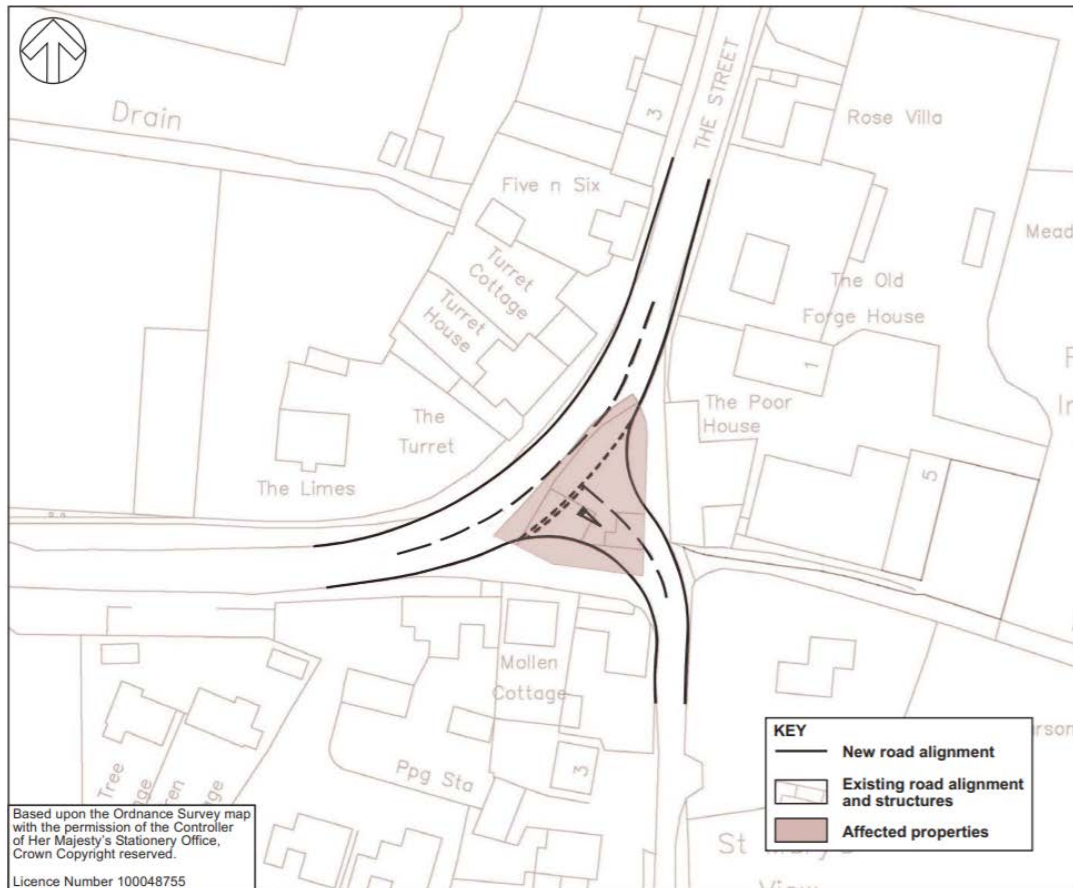 THE STREET
Drain
3
Rose Villa
Five n Six
Mead
Turret
Cottage
Turret
House
The Old
Forge House
1
The
Turret
The Poor
House
5
The Limes
Mollen
Cottage
Ppg Sta
3
Tree
KEY
New road alignment
Existing road alignment
and structures
Affected properties
Based upon the Ordnance Survey map
with the permission of the Controller
of Her Majesty's Stationery Office,
Crown Copyright reserved.
Licence Number 100048755
St